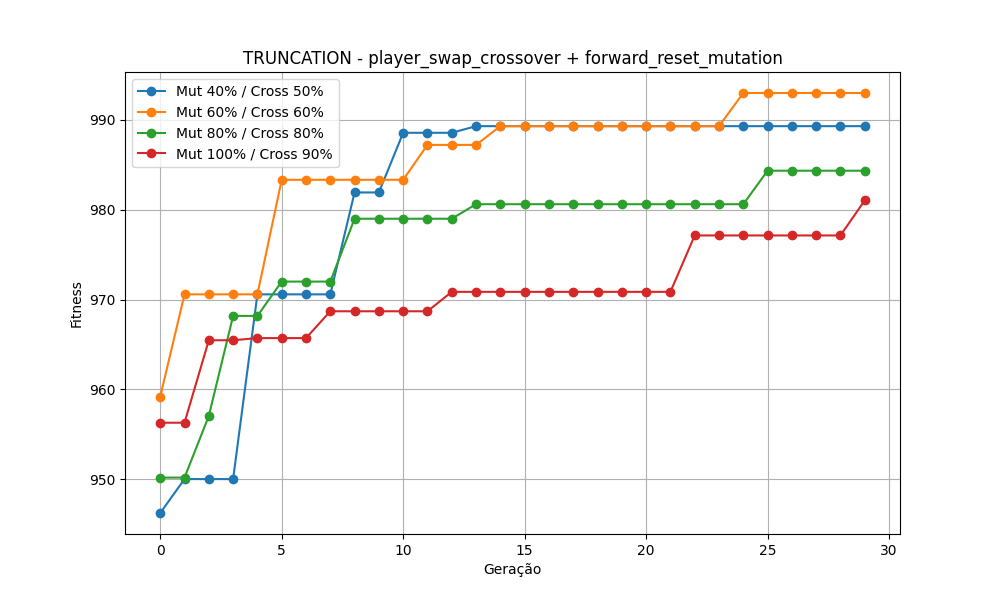 TRUNCATION - player_swap_crossover + forward_reset_mutation
Mut 40% / Cross 50%
Mut 60% / Cross 60%
Mut 80% / Cross 80%
Mut 100% / Cross 90%
990
980
970
960
950
Fitness
0 5 10 15 20 25 30
Geração